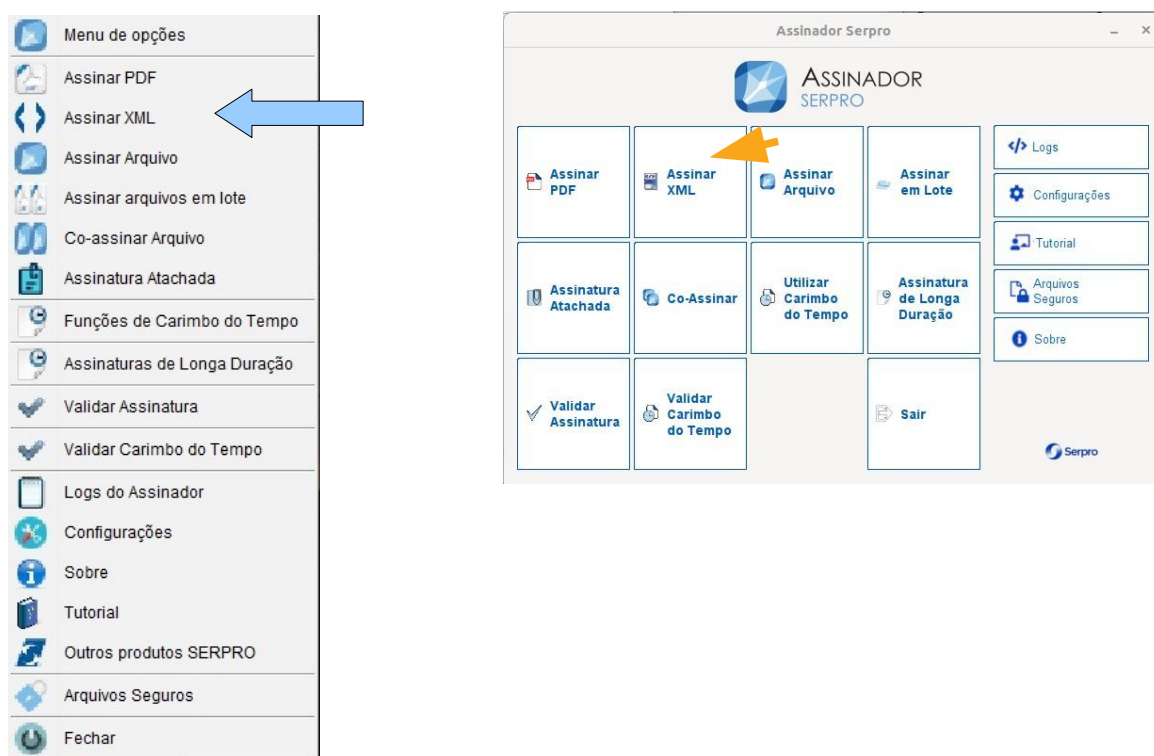 Menu de opções
Assinar PDF
Assinar XML
Assinar Arquivo
Assinar arquivos em lote
Co-assinar Arquivo
Assinatura Atachada
Funções de Carimbo do Tempo
Assinaturas de Longa Duração
Validar Assinatura
Validar Carimbo do Tempo
Logs do Assinador
Configurações
Sobre
Tutorial
Outros produtos SERPRO
Arquivos Seguros
Fechar
Assinador Serpro
ASSINADOR
SERPRO
Assinar
PDF
Assinar
XML
Assinar
Arquivo
Assinar
em Lote
Assinatura
Atachada
Co-Assinar
Utilizar
Carimbo
do Tempo
Assinatura
de Longa
Duração
Validar
Assinatura
Validar
Carimbo
do Tempo
Sair
Logs
Configurações
Tutorial
Arquivos
Seguros
Sobre
Serpro